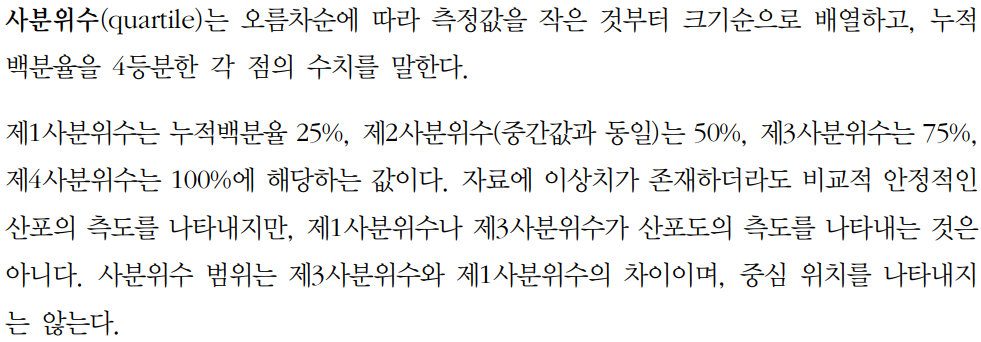 사분위수(quartile)는 오름차순에 따라 측정값을 작은 것부터 크기순으로 배열하고, 누적
백분율을 4등분한 각 점의 수치를 말한다.
제1사분위수는 누적백분율 25%, 제2사분위수(중간값과 동일)는 50%, 제3사분위수는 75%,
제4사분위수는 100%에 해당하는 값이다. 자료에 이상치가 존재하더라도 비교적 안정적인
산포의 측도를 나타내지만, 제1사분위수나 제3사분위수가 산포도의 측도를 나타내는 것은
아니다. 사분위수 범위는 제3사분위수와 제1사분위수의 차이이며, 중심 위치를 나타내지
는 않는다.